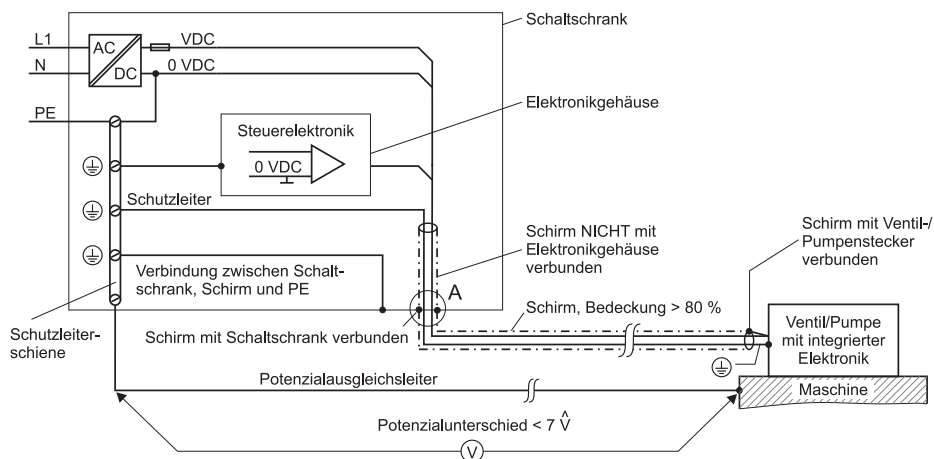 Schaltschrank
L1
AC
VDC
N
DC
0 VDC
PE
Elektronikgehäuse
Steuerelektronik
0 VDC
Schutzleiter
Schirm NICHT mit
Elektronikgehäuse
verbunden
Schirm mit Ventil-/
Pumpenstecker
verbunden
Verbindung zwischen Schalt-
schrank, Schirm und PE
A
Schirm, Bedeckung > 80 %
Schutzleiter-
schiene
Schirm mit Schaltschrank verbunden
Ventil/Pumpe
mit integrierter
Elektronik
Potenzialausgleichsleiter
Maschine
Potenzialunterschied < 7 V̂
V